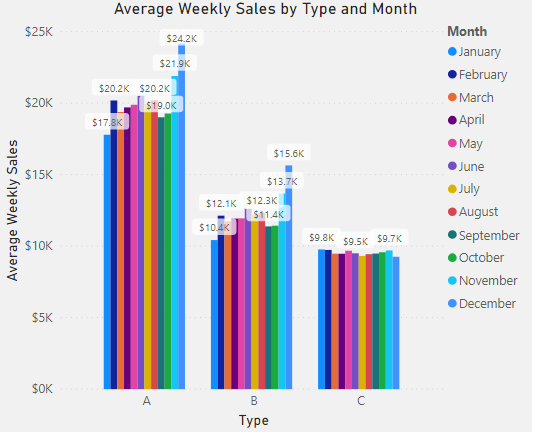 Average Weekly Sales by Type and Month
Average Weekly Sales
$25K
$20K
$15K
$10K
$5K
$0K
$17.8K
$20.2K
$20.2K
$19.0K
$21.9K
$24.2K
$10.4K
$12.1K
$12.3K
$11.4K
$13.7K
$15.6K
$9.8K
$9.5K
$9.7K
A
B
C
Type
Month
January
February
March
April
May
June
July
August
September
October
November
December